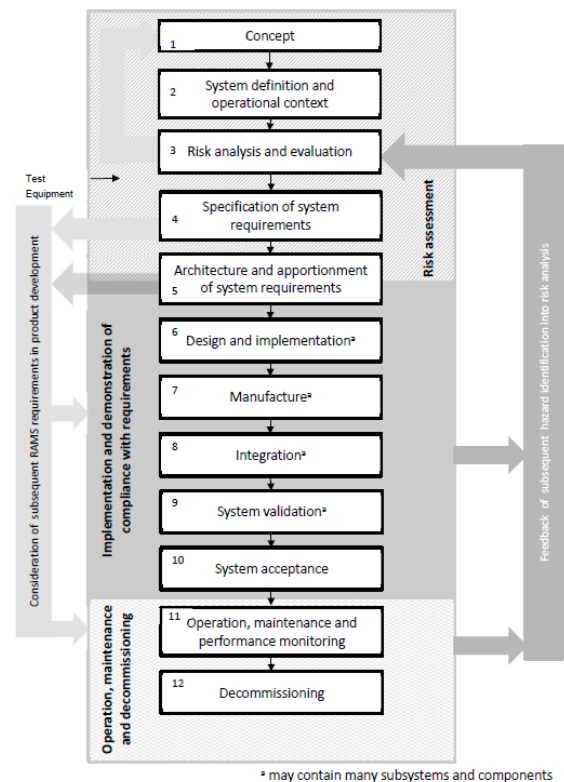 1 Concept
2 System definition and
operational context
3 Risk analysis and evaluation
Test
Equipment
4 Specification of system
requirements
Risk assessment
Architecture and apportionment
5 of system requirements
6 Design and implementationᵃ
7 Manufactureᵃ
8 Integrationᵃ
9 System validationᵃ
10 System acceptance
Implementation and demonstration of
compliance with requirements
Consideration of subsequent RAMS requirements in product development
Feedback of subsequent hazard identification into risk analysis
11 Operation, maintenance and
performance monitoring
12 Decommissioning
Operation, maintenance
and decommissioning
ᵃ may contain many subsystems and components